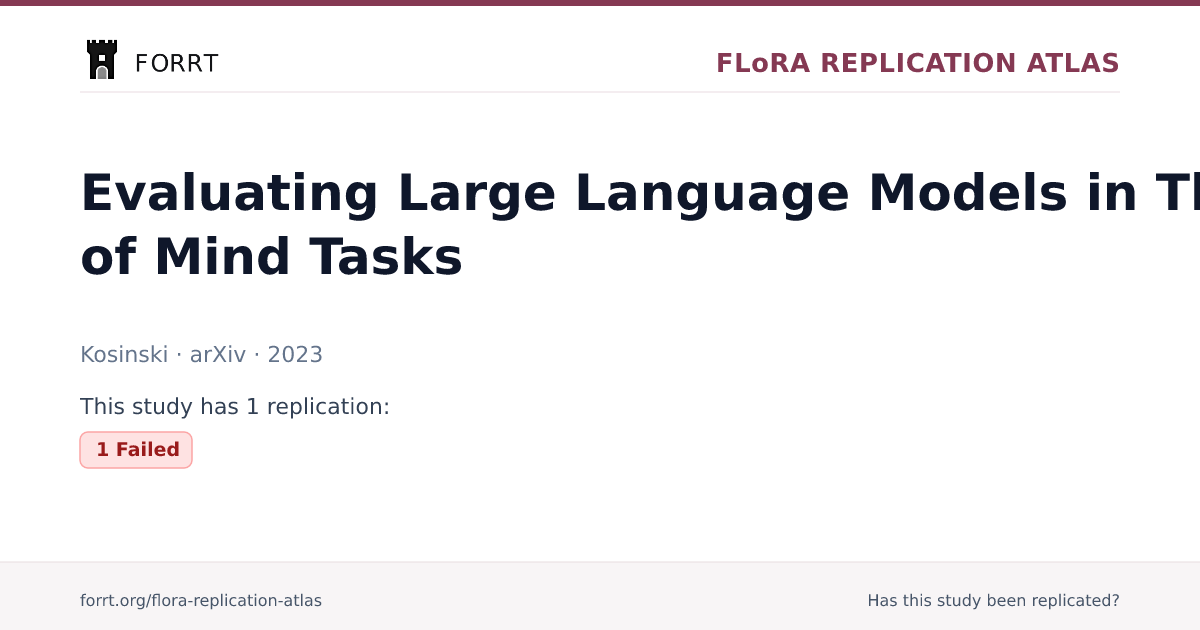 FORRT
FLoRA REPLICATION ATLAS
Evaluating Large Language Models in
of Mind Tasks
Kosinski · arXiv · 2023
This study has 1 replication:
1 Failed
forrt.org/flora-replication-atlas
Has this study been replicated?